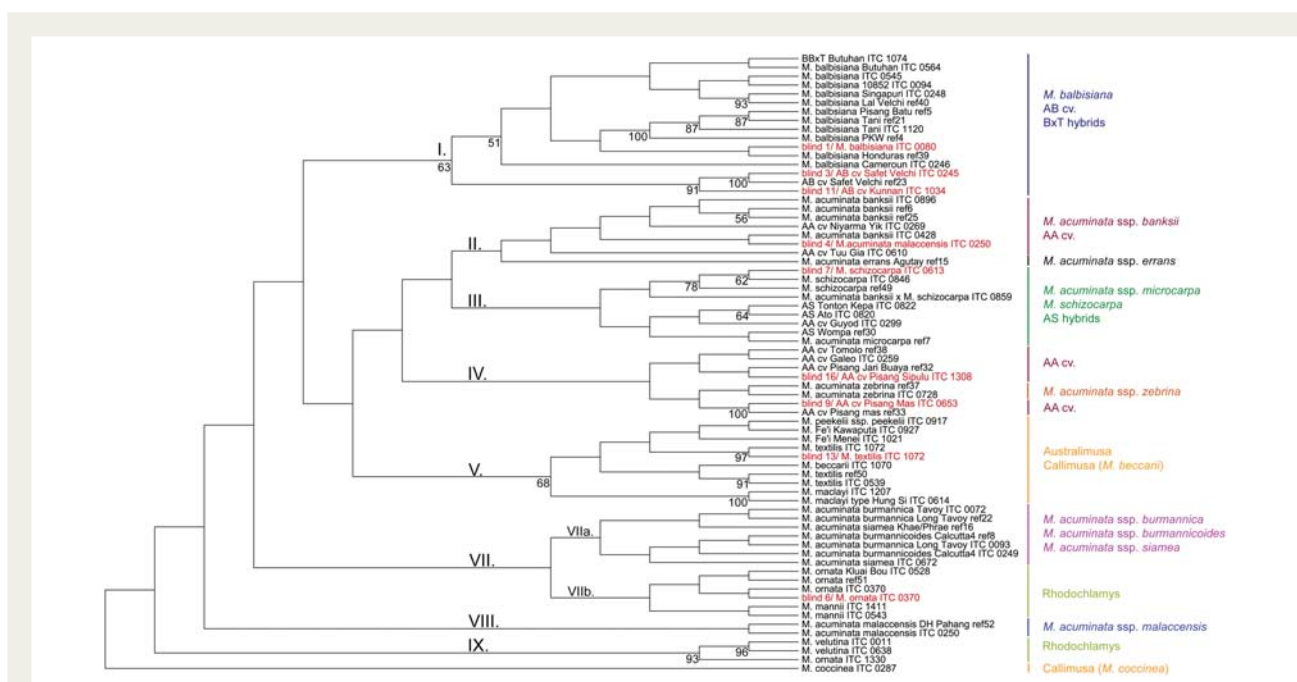 BBxT Butuhan ITC 1074
M. balbisiana Butuhan ITC 0564
M. balbisiana ITC 0545
M. balbisiana 10852 ITC 0094
M. balbisiana Singapuri ITC 0248
93
M. balbisiana Lal Velchi ref40
M. balbisiana Pisang Batu ref5
87
M. balbisiana Tani ref21
87
M. balbisiana Tani ITC 1120
100
M. balbisiana PKW ref4
blind 1/ M. balbisiana ITC 0080
51
M. balbisiana Honduras ref39
I.
M. balbisiana Cameroun ITC 0246
63
blind 3/ AB cv Safet Velchi ITC 0245
100
AB cv Safet Velchi ref23
91
blind 11/ AB cv Kunnan ITC 1034
M. balbisiana
AB cv.
BxT hybrids
M. acuminata banksii ITC 0896
M. acuminata banksii ref6
56
M. acuminata banksii ref25
AA cv Niyarma Yik ITC 0269
M. acuminata banksii ITC 0428
II.
blind 4/ M.acuminata malaccensis ITC 0250
AA cv Tuu Gia ITC 0610
M. acuminata ssp. banksii
AA cv.
M. acuminata errans Agutay ref15
M. acuminata ssp. errans
blind 7/ M. schizocarpa ITC 0613
62
M. schizocarpa ITC 0846
78
M. schizocarpa ref49
III.
M. acuminata banksii x M. schizocarpa ITC 0859
AS Tonton Kepa ITC 0822
64
AS Ato ITC 0820
AA cv Guyod ITC 0299
AS Wompa ref30
M. acuminata microcarpa ref7
M. acuminata ssp. microcarpa
M. schizocarpa
AS hybrids
AA cv Tomolo ref38
AA cv Galeo ITC 0259
AA cv Pisang Jari Buaya ref32
IV.
blind 16/ AA cv Pisang Sipulu ITC 1308
AA cv.
M. acuminata zebrina ref37
M. acuminata zebrina ITC 0728
M. acuminata ssp. zebrina
blind 9/ AA cv Pisang Mas ITC 0653
100
AA cv Pisang mas ref33
AA cv.
M. peekelii ssp. peekelii ITC 0917
M. Fe'i Kawaputa ITC 0927
M. Fe'i Menei ITC 1021
M. textilis ITC 1072
97
blind 13/ M. textilis ITC 1072
V.
M. beccarii ITC 1070
68
M. textilis ref50
91
M. textilis ITC 0539
M. maclayi ITC 1207
100
M. maclayi type Hung Si ITC 0614
Australimusa
Callimusa (M. beccarii)
M. acuminata burmannica Tavoy ITC 0072
M. acuminata burmannica Long Tavoy ref22
VIIa.
M. acuminata siamea Khae/Phrae ref16
M. acuminata burmannicoides Calcutta4 ref8
M. acuminata burmannica Long Tavoy ITC 0093
VII.
M. acuminata burmannicoides Calcutta4 ITC 0249
M. acuminata siamea ITC 0672
M. acuminata ssp. burmannica
M. acuminata ssp. burmannicoides
M. acuminata ssp. siamea
M. ornata Kluai Bou ITC 0528
M. ornata ref51
VIIb.
M. ornata ITC 0370
blind 6/ M. ornata ITC 0370
M. mannii ITC 1411
M. mannii ITC 0543
Rhodochlamys
VIII.
M. acuminata malaccensis DH Pahang ref52
M. acuminata malaccensis ITC 0250
M. acuminata ssp. malaccensis
IX.
M. velutina ITC 0011
96
M. velutina ITC 0638
93
M. ornata ITC 1330
Rhodochlamys
M. coccinea ITC 0287
Callimusa (M. coccinea)